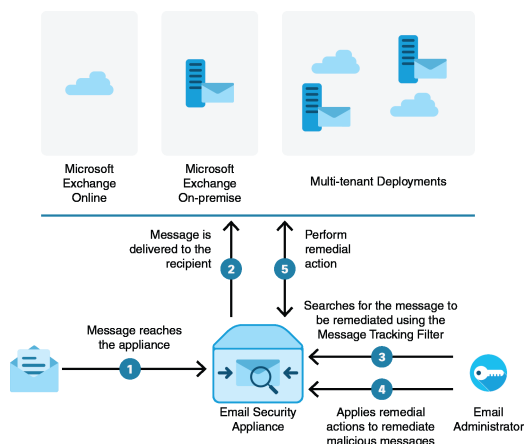 Microsoft
Exchange
Online
Microsoft
Exchange
On-premise
Multi-tenant Deployments
Message is
delivered to the
recipient
2
5
Perform
remedial
action
Message reaches
the appliance
1
Searches for the message to
be remediated using the
Message Tracking Filter
3
4
Email Security
Appliance
Applies remedial
actions to remediate
malicious messages
Email
Administrator